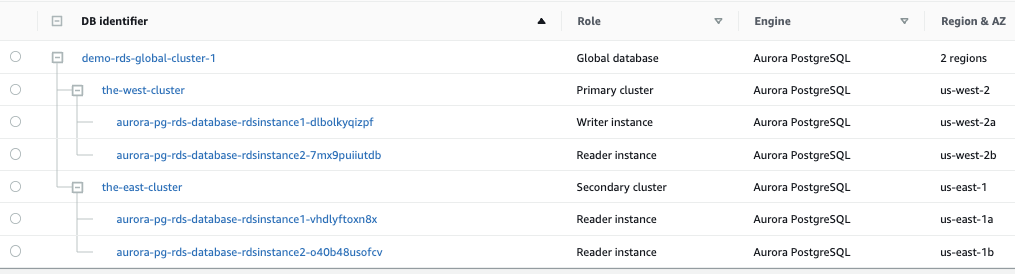 DB identifier Role Engine Region & AZ
demo-rds-global-cluster-1 Global database Aurora PostgreSQL 2 regions
the-west-cluster Primary cluster Aurora PostgreSQL us-west-2
aurora-pg-rds-database-rdsinstance1-dlbolkyqizpf Writer instance Aurora PostgreSQL us-west-2a
aurora-pg-rds-database-rdsinstance2-7mx9puiiutdb Reader instance Aurora PostgreSQL us-west-2b
the-east-cluster Secondary cluster Aurora PostgreSQL us-east-1
aurora-pg-rds-database-rdsinstance1-vhdlyftoxn8x Reader instance Aurora PostgreSQL us-east-1a
aurora-pg-rds-database-rdsinstance2-o40b48usofcv Reader instance Aurora PostgreSQL us-east-1b